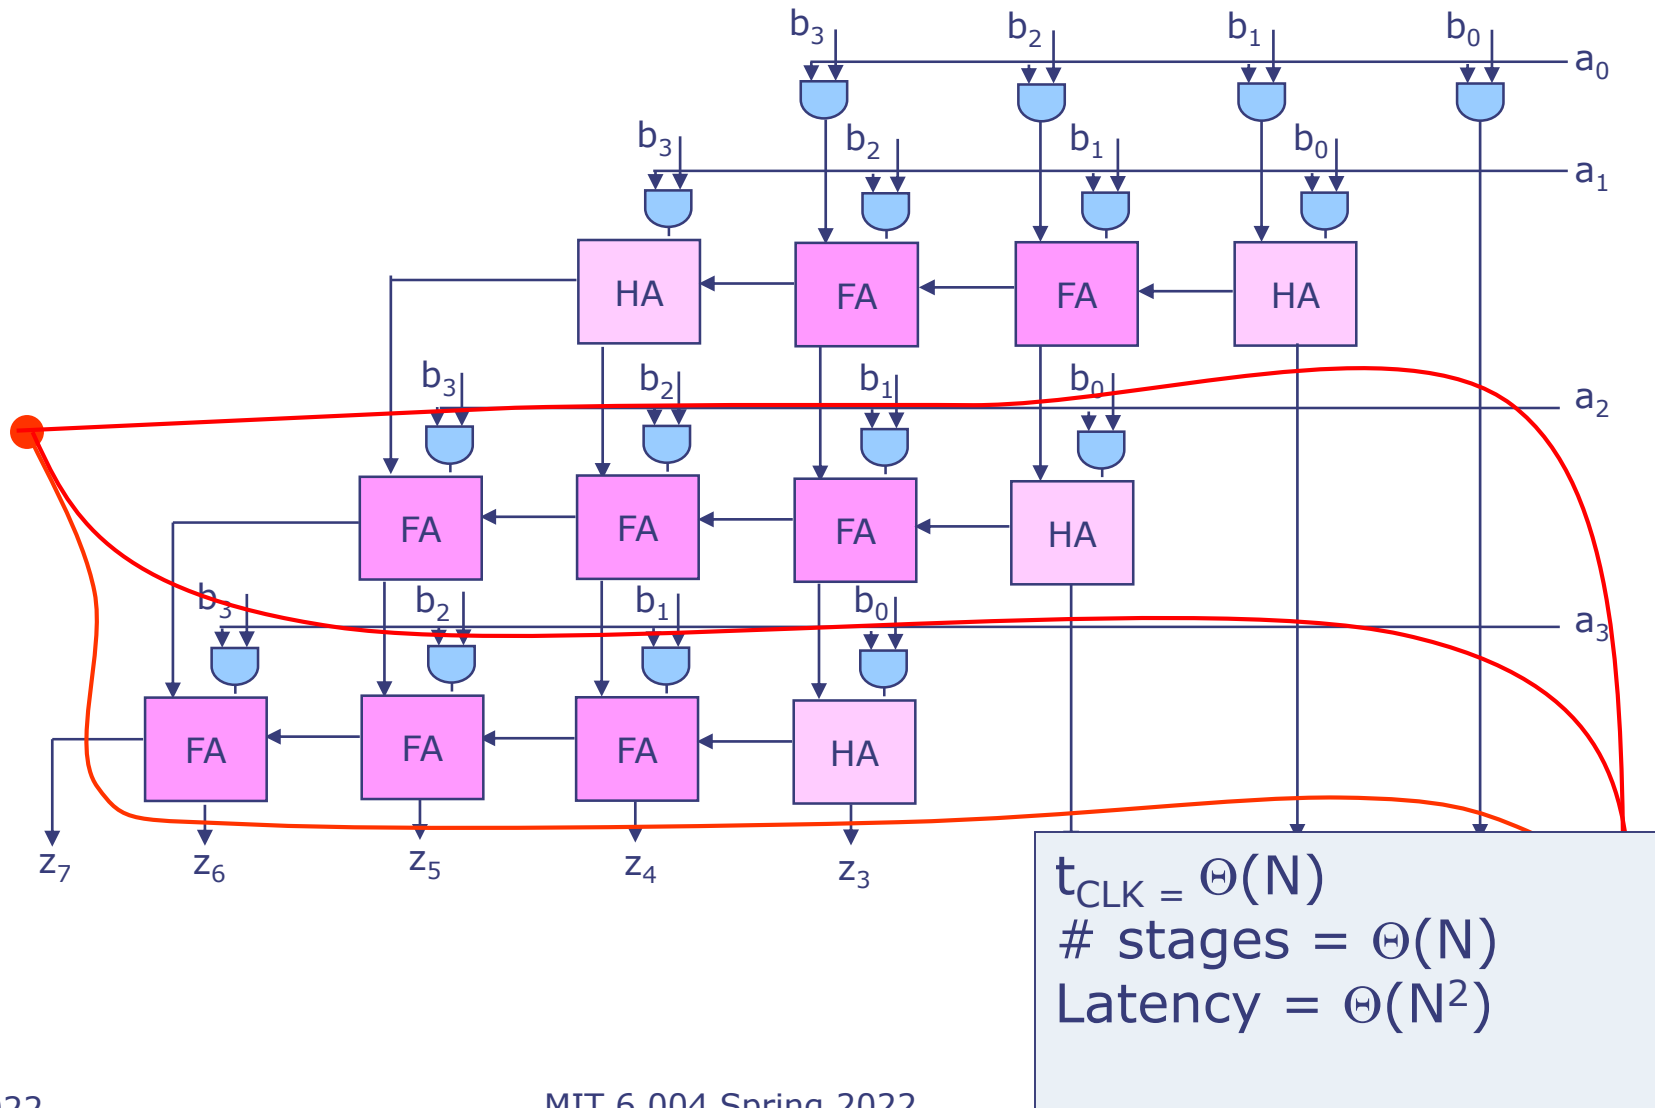 b₃ b₂ b₁ b₀
a₀
b₃ b₂ b₁ b₀
a₁
HA FA FA HA
b₃ b₂ b₁ b₀
a₂
FA FA FA HA
b₃ b₂ b₁ b₀
a₃
FA FA FA HA
z₇ z₆ z₅ z₄ z₃
t_CLK = Θ(N)
# stages = Θ(N)
Latency = Θ(N²)
MIT 6.004 Spring 2022